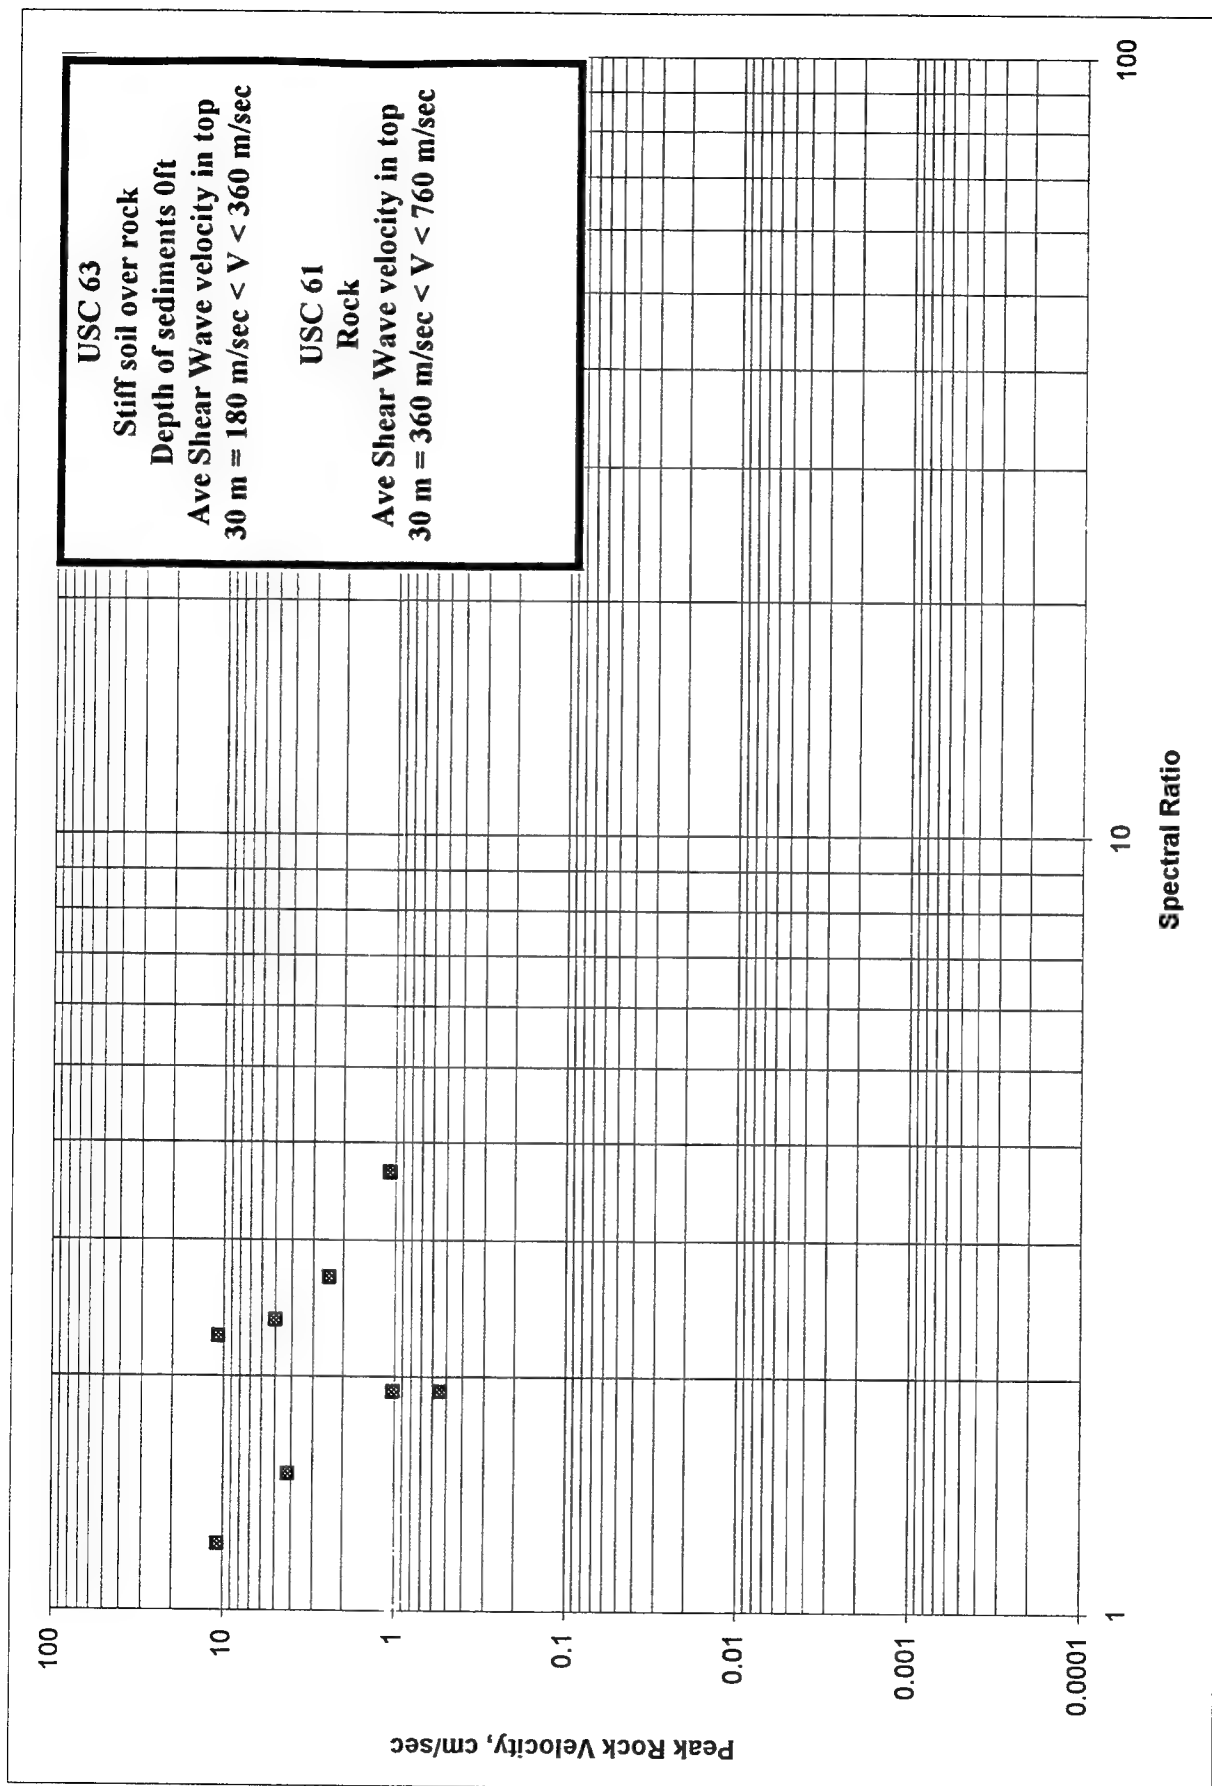 USC 63
Stiff soil over rock
Depth of sediments 0ft
Ave Shear Wave velocity in top
30 m = 180 m/sec < V < 360 m/sec
USC 61
Rock
Ave Shear Wave velocity in top
30 m = 360 m/sec < V < 760 m/sec
Peak Rock Velocity, cm/sec
100
10
1
0.1
0.01
0.001
0.0001
1
10
100
Spectral Ratio